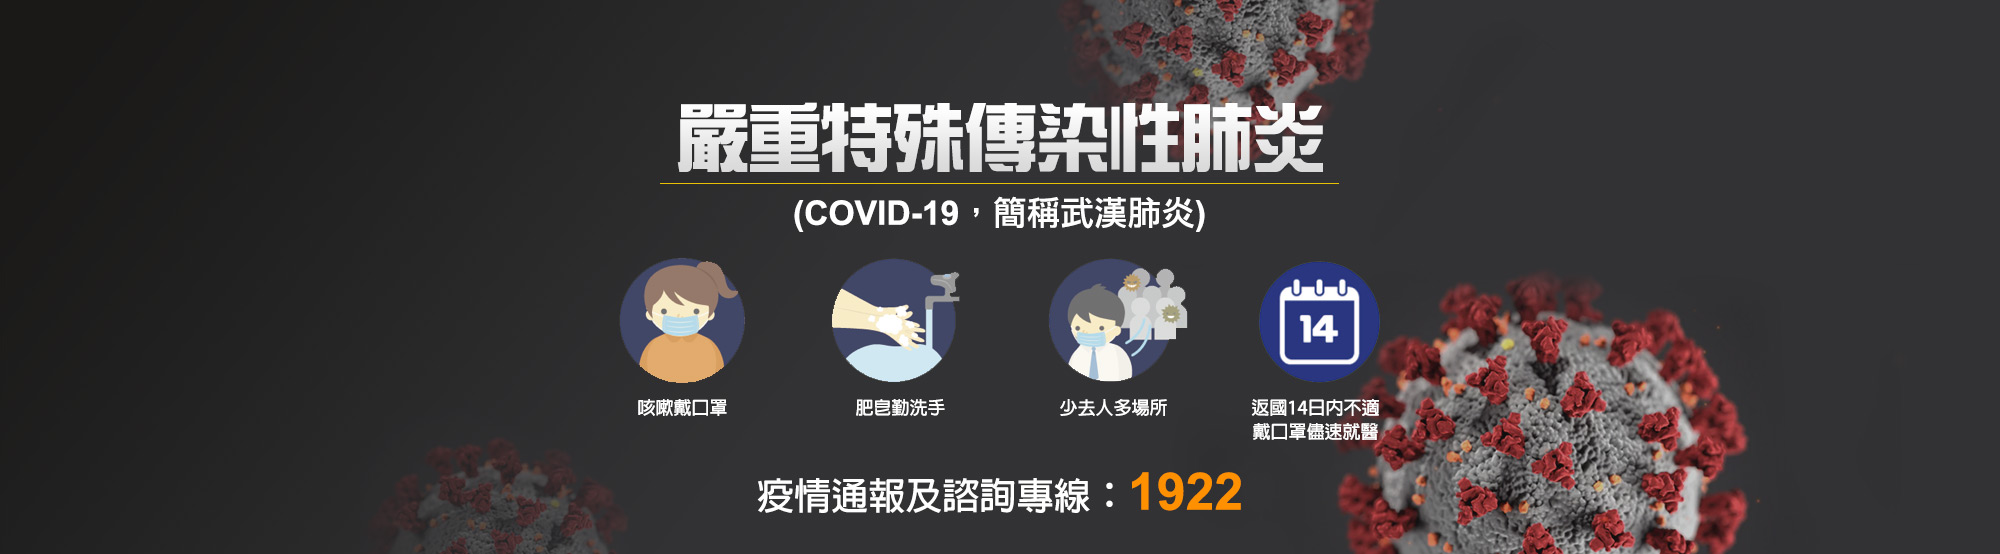 嚴重特殊傳染性肺炎
(COVID-19，簡稱武漢肺炎)
14
咳嗽戴口罩
肥皂勤洗手
少去人多場所
返國14日內不適
戴口罩儘速就醫
疫情通報及諮詢專線：1922